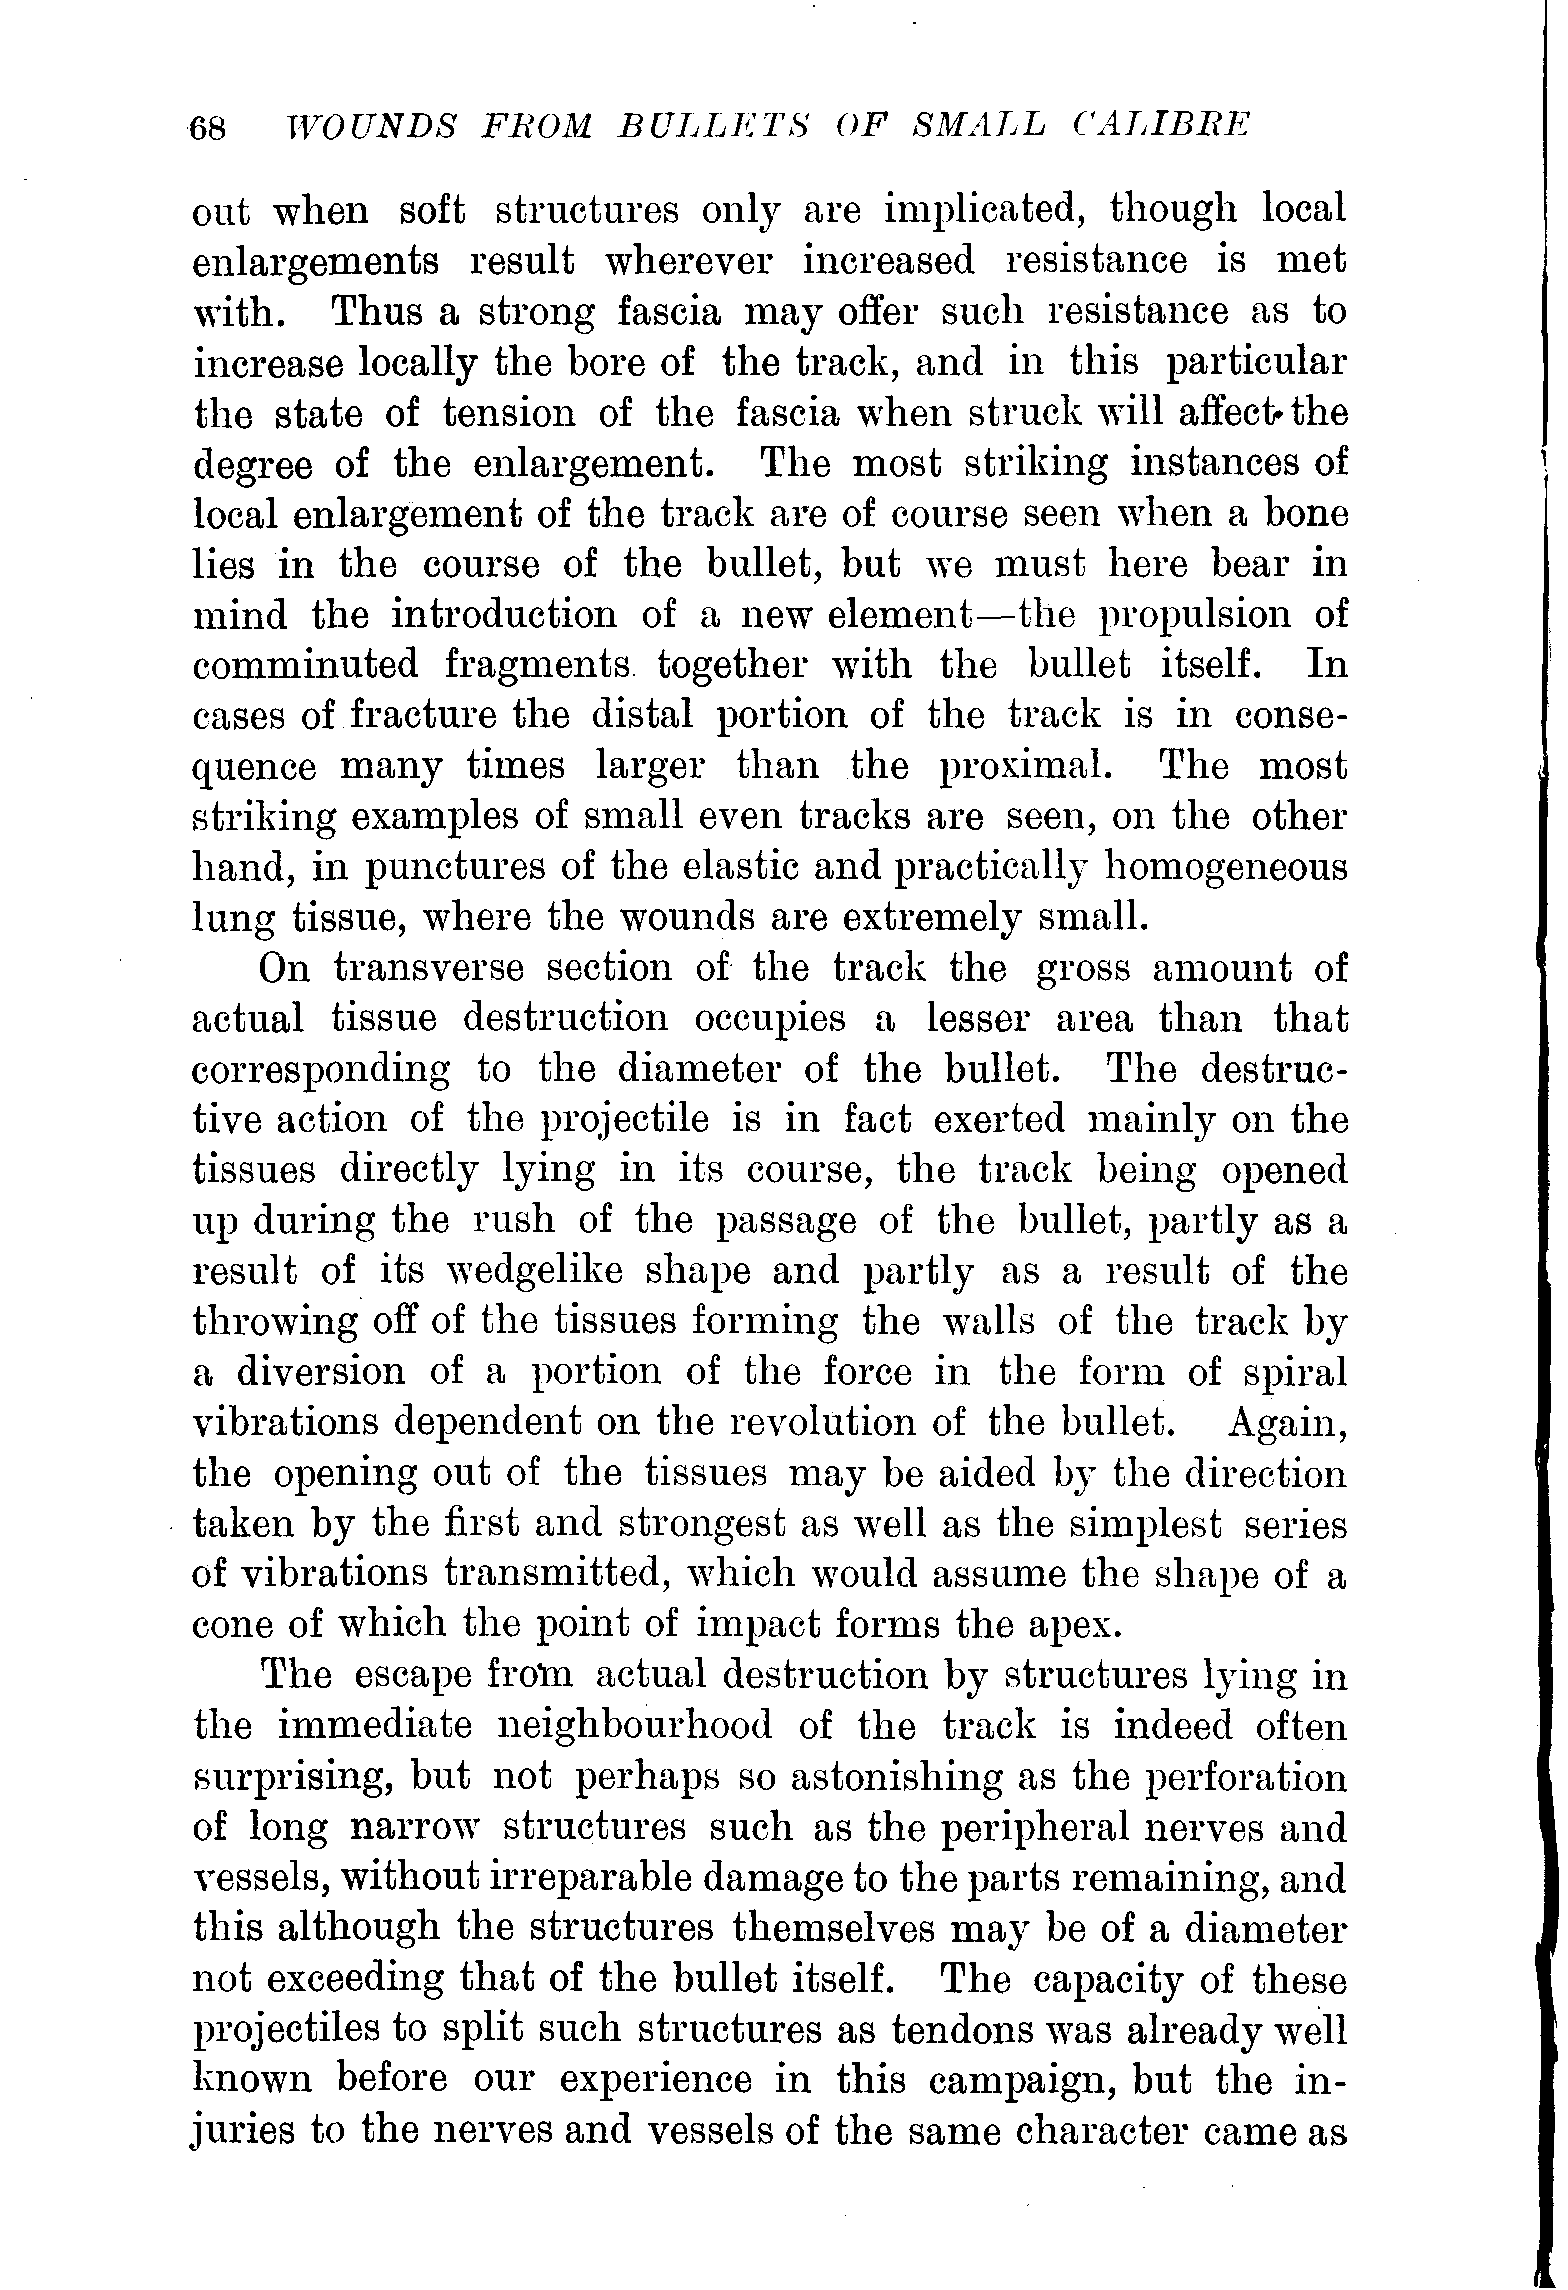 68 WOUNDS FROM BULLETS OF SMALL CALIBRE
out when soft structures only are implicated, though local
enlargements result wherever increased resistance is met
with. Thus a strong fascia may offer such resistance as to
increase locally the bore of the track, and in this particular
the state of tension of the fascia when struck will affect the
degree of the enlargement. The most striking instances of
local enlargement of the track are of course seen when a bone
lies in the course of the bullet, but we must here bear in
mind the introduction of a new element—the propulsion of
comminuted fragments together with the bullet itself. In
cases of fracture the distal portion of the track is in conse-
quence many times larger than the proximal. The most
striking examples of small even tracks are seen, on the other
hand, in punctures of the elastic and practically homogeneous
lung tissue, where the wounds are extremely small.
On transverse section of the track the gross amount of
actual tissue destruction occupies a lesser area than that
corresponding to the diameter of the bullet. The destruc-
tive action of the projectile is in fact exerted mainly on the
tissues directly lying in its course, the track being opened
up during the rush of the passage of the bullet, partly as a
result of its wedgelike shape and partly as a result of the
throwing off of the tissues forming the walls of the track by
a diversion of a portion of the force in the form of spiral
vibrations dependent on the revolution of the bullet. Again,
the opening out of the tissues may be aided by the direction
taken by the first and strongest as well as the simplest series
of vibrations transmitted, which would assume the shape of a
cone of which the point of impact forms the apex.
The escape from actual destruction by structures lying in
the immediate neighbourhood of the track is indeed often
surprising, but not perhaps so astonishing as the perforation
of long narrow structures such as the peripheral nerves and
vessels, without irreparable damage to the parts remaining, and
this although the structures themselves may be of a diameter
not exceeding that of the bullet itself. The capacity of these
projectiles to split such structures as tendons was already well
known before our experience in this campaign, but the in-
juries to the nerves and vessels of the same character came as